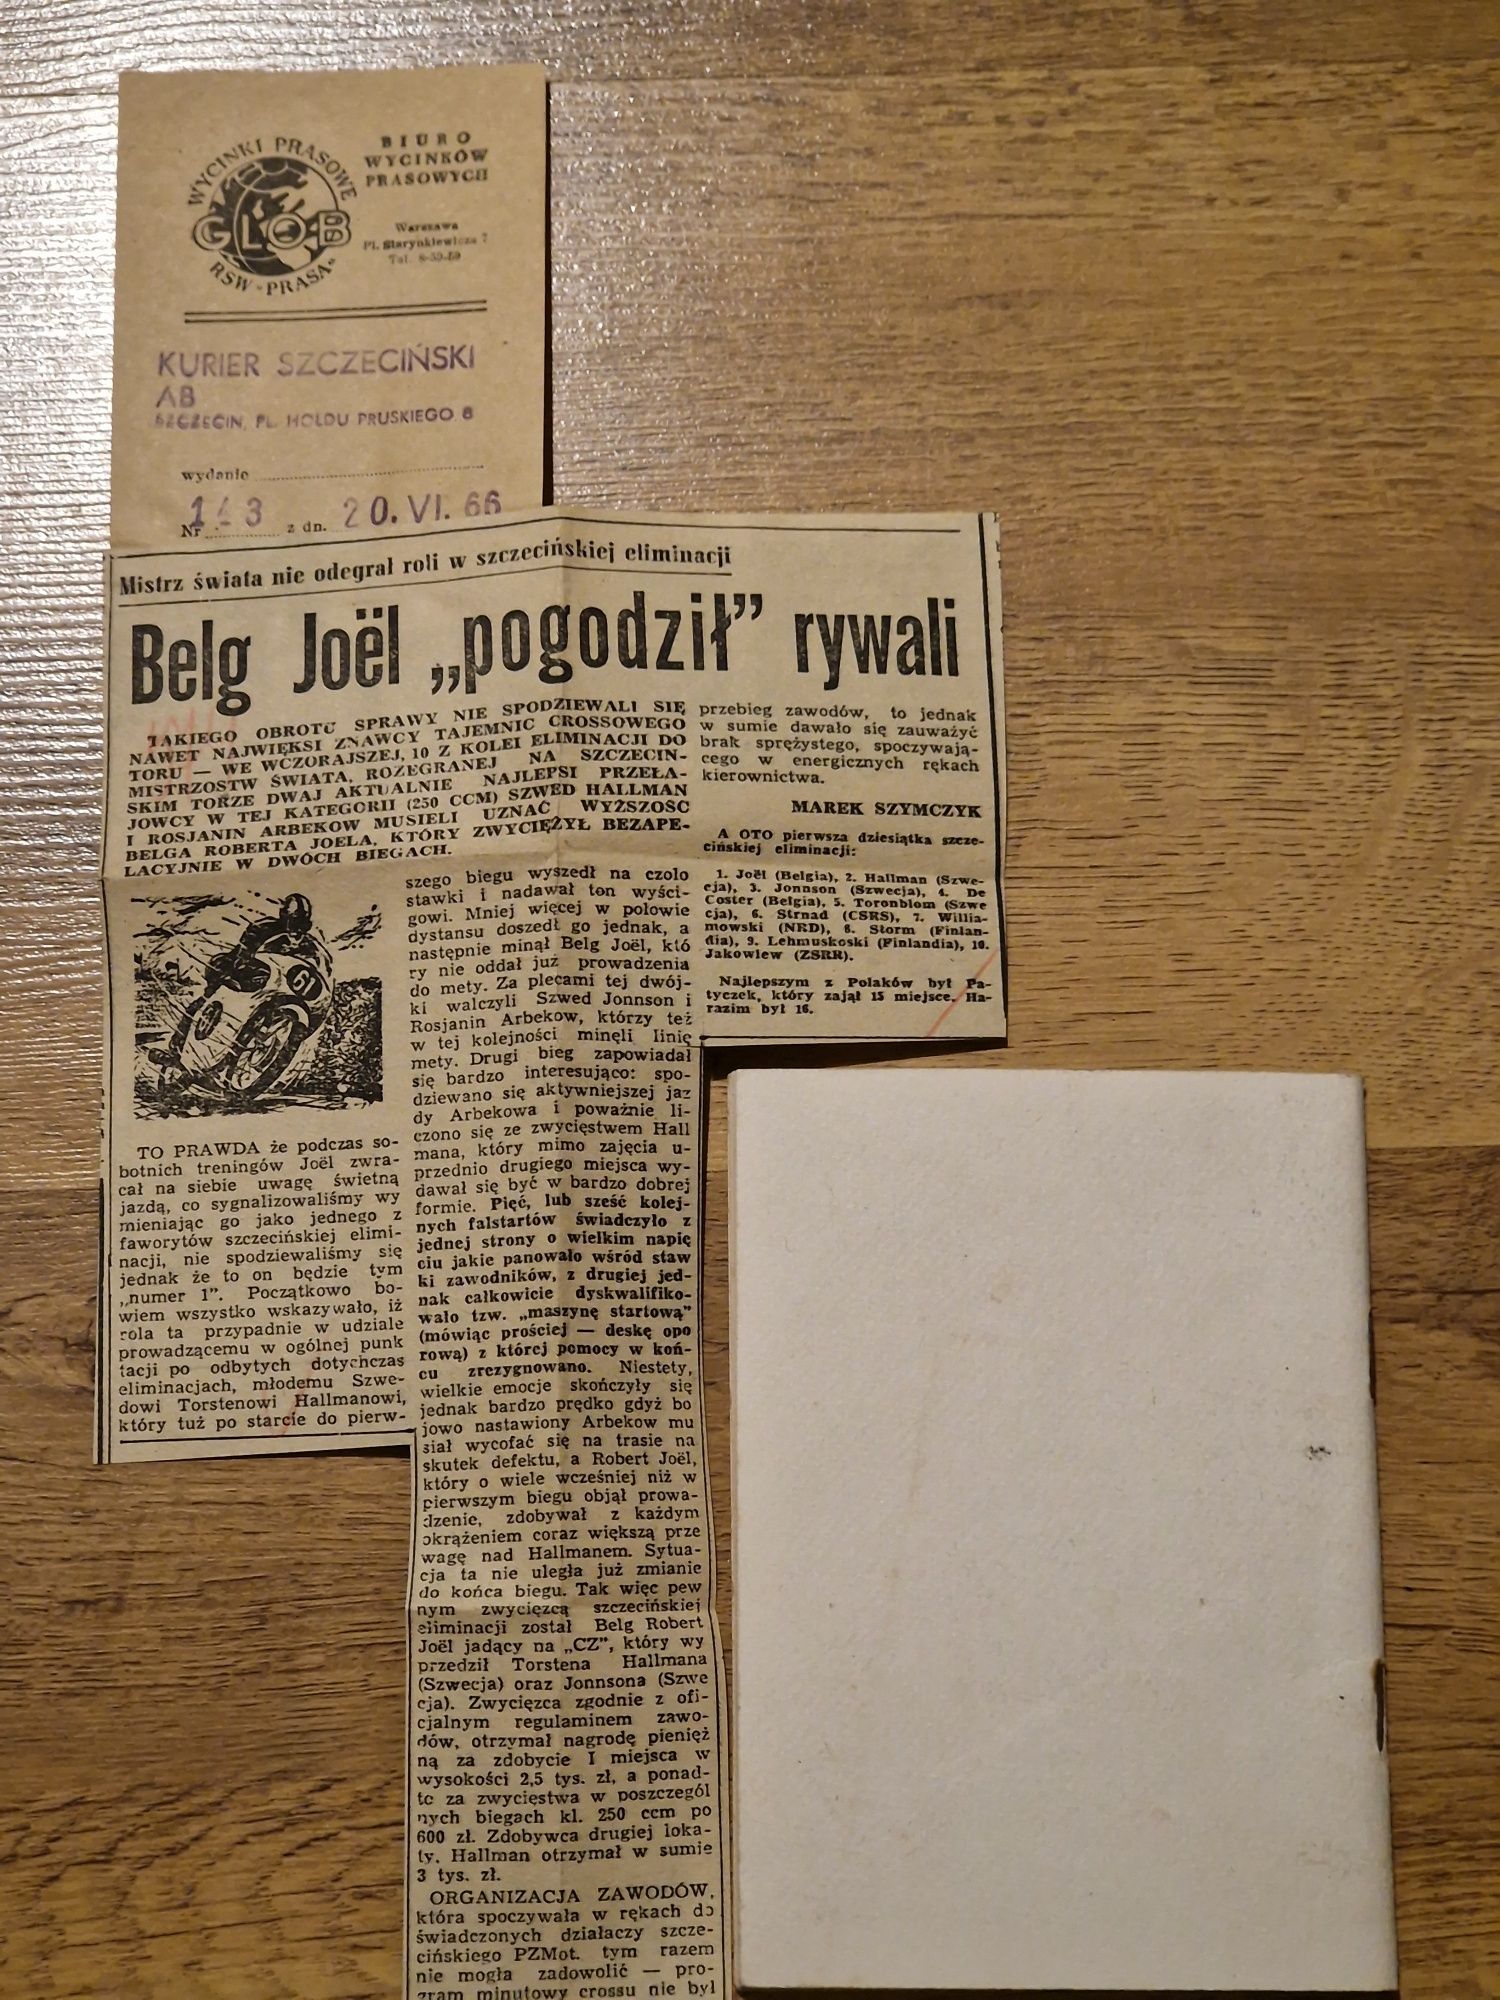 WYCINKI PRASOWE
GLOB
RSW „PRASA"
BIURO
WYCINKÓW
PRASOWYCH
Warszawa
Pl. Starynkiewicza 7
Tel. 8-59-59
KURIER SZCZECIŃSKI
AB
SZCZECIN, PL. HOŁDU PRUSKIEGO 8
wydanie
Nr 143 z dn. 20. VI. 66
Mistrz świata nie odegrał roli w szczecińskiej eliminacji
Belg Joël „pogodził” rywali
TAKIEGO OBROTU SPRAWY NIE SPODZIEWALI SIĘ
NAWET NAJWIĘKSI ZNAWCY TAJEMNIC CROSSOWEGO
TORU — WE WCZORAJSZEJ, 10 Z KOLEI ELIMINACJI DO
MISTRZOSTW ŚWIATA, ROZEGRANEJ NA SZCZECIŃ-
SKIM TORZE DWAJ AKTUALNIE NAJLEPSI PRZEŁA-
JOWCY W TEJ KATEGORII (250 CCM) SZWED HALLMAN
I ROSJANIN ARBEKOW MUSIELI UZNAĆ WYŻSZOŚĆ
BELGA ROBERTA JOELA, KTÓRY ZWYCIĘŻYŁ BEZAPE-
LACYJNIE W DWÓCH BIEGACH.
61
TO PRAWDA że podczas so-
botnich treningów Joël zwra-
cał na siebie uwagę świetną
jazdą, co sygnalizowaliśmy wy
mieniając go jako jednego z
faworytów szczecińskiej elimi-
nacji, nie spodziewaliśmy się
jednak że to on będzie tym
„numer 1”. Początkowo bo-
wiem wszystko wskazywało, iż
rola ta przypadnie w udziale
prowadzącemu w ogólnej punk
tacji po odbytych dotychczas
eliminacjach, młodemu Szwe-
dowi Torstenowi Hallmanowi,
który tuż po starcie do pierw-
szego biegu wyszedł na czoło
stawki i nadawał ton wyści-
gowi. Mniej więcej w połowie
dystansu doszedł go jednak, a
następnie minął Belg Joël, któ
ry nie oddał już prowadzenia
do mety. Za plecami tej dwój-
ki walczyli Szwed Jonnson i
Rosjanin Arbekow, którzy też
w tej kolejności minęli linię
mety. Drugi bieg zapowiadał
się bardzo interesująco: spo-
dziewano się aktywniejszej jaz
dy Arbekowa i poważnie li-
czono się ze zwycięstwem Hall
mana, który mimo zajęcia u-
przednio drugiego miejsca wy-
dawał się być w bardzo dobrej
formie. Pięć, lub sześć kolej-
nych falstartów świadczyło z
jednej strony o wielkim napię
ciu jakie panowało wśród staw
ki zawodników, z drugiej jed-
nak całkowicie dyskwalifiko-
wało tzw. „maszynę startową”
(mówiąc prościej — deskę opo
rową) z której pomocy w koń-
cu zrezygnowano. Niestety,
wielkie emocje skończyły się
jednak bardzo prędko gdyż bo
jowo nastawiony Arbekow mu
siał wycofać się na trasie na
skutek defektu, a Robert Joël,
który o wiele wcześniej niż w
pierwszym biegu objął prowa-
dzenie, zdobywał z każdym
okrążeniem coraz większą prze
wagę nad Hallmanem. Sytua-
cja ta nie uległa już zmianie
do końca biegu. Tak więc pew
nym zwycięzcą szczecińskiej
eliminacji został Belg Robert
Joël jadący na „CZ”, który wy
przedził Torstena Hallmana
(Szwecja) oraz Jonnsona (Szwe
cja). Zwycięzca zgodnie z ofi-
cjalnym regulaminem zawo-
dów, otrzymał nagrodę pienięż
ną za zdobycie I miejsca w
wysokości 2,5 tys. zł, a ponad-
to za zwycięstwa w poszczegól
nych biegach kl. 250 ccm po
600 zł. Zdobywca drugiej loka-
ty, Hallman otrzymał w sumie
3 tys. zł.
ORGANIZACJA ZAWODÓW,
która spoczywała w rękach do
świadczonych działaczy szcze-
cińskiego PZMot. tym razem
nie mogła zadowolić — pro-
gram minutowy crossu nie był
przebieg zawodów, to jednak
w sumie dawało się zauważyć
brak sprężystego, spoczywają-
cego w energicznych rękach
kierownictwa.
MAREK SZYMCZYK
A OTO pierwsza dziesiątka szcze-
cińskiej eliminacji:
1. Joël (Belgia), 2. Hallman (Szwe-
cja), 3. Jonnson (Szwecja), 4. De
Coster (Belgia), 5. Toronblom (Szwe
cja), 6. Strnad (CSRS), 7. Willia-
mowski (NRD), 8. Storm (Finlan-
dia), 9. Lehmuskoski (Finlandia), 10.
Jakowlew (ZSRR).
Najlepszym z Polaków był Pa-
tyczek, który zajął 15 miejsce. Ha-
razim był 16.